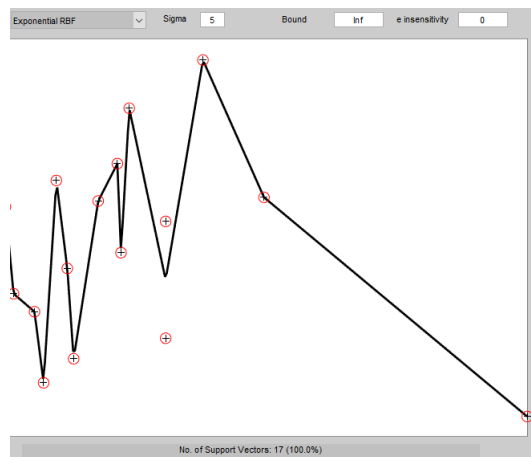 Exponential RBF Sigma 5 Bound Inf e insensitivity 0
No. of Support Vectors: 17 (100.0%)